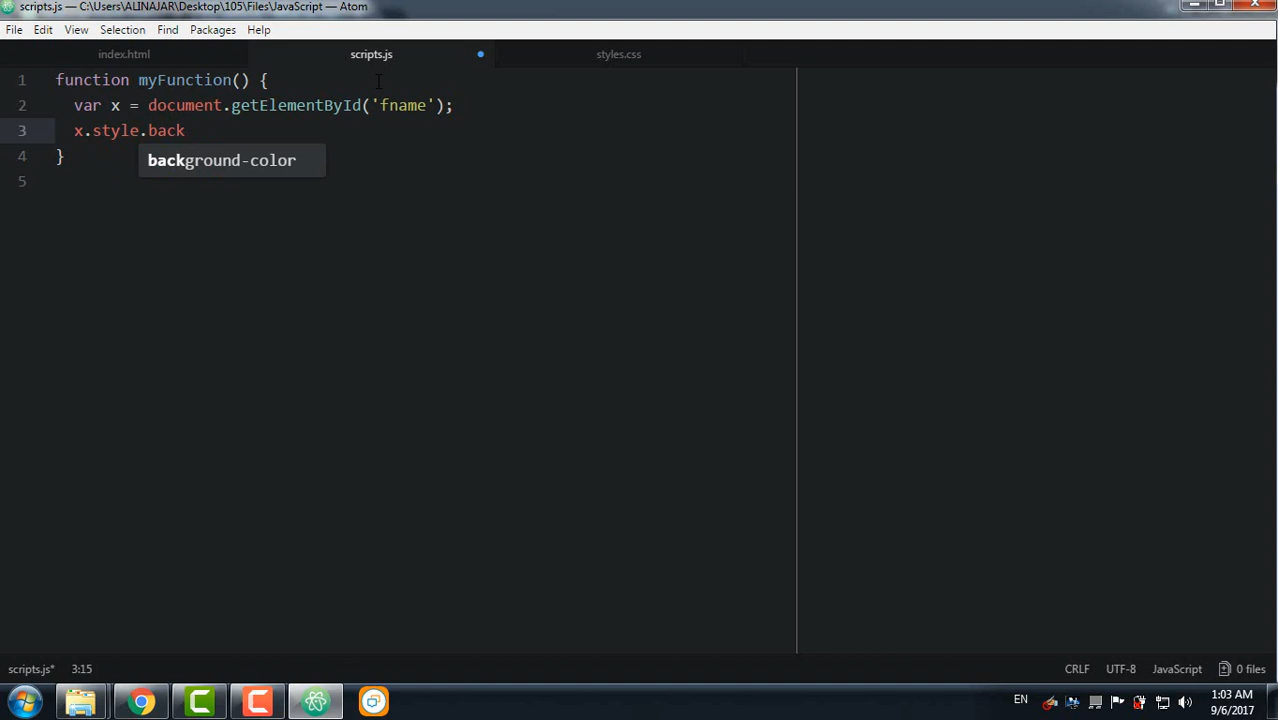 scripts.js — C:\Users\ALINAJAR\Desktop\105\Files\JavaScript — Atom
File Edit View Selection Find Packages Help
index.html scripts.js styles.css
1 function myFunction() {
2 var x = document.getElementById('fname');
3 x.style.back
background-color
4 }
5
scripts.js* 3:15 CRLF UTF-8 JavaScript 0 files
EN 1:03 AM
9/6/2017